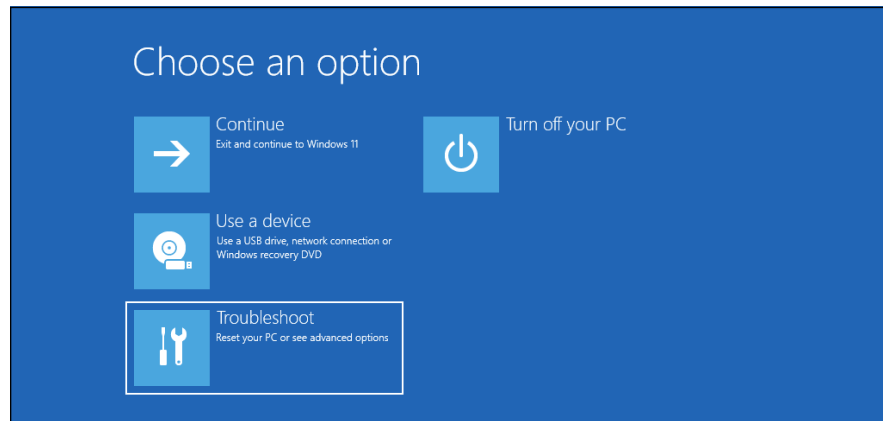 Choose an option
Continue
Exit and continue to Windows 11
Turn off your PC
Use a device
Use a USB drive, network connection or
Windows recovery DVD
Troubleshoot
Reset your PC or see advanced options